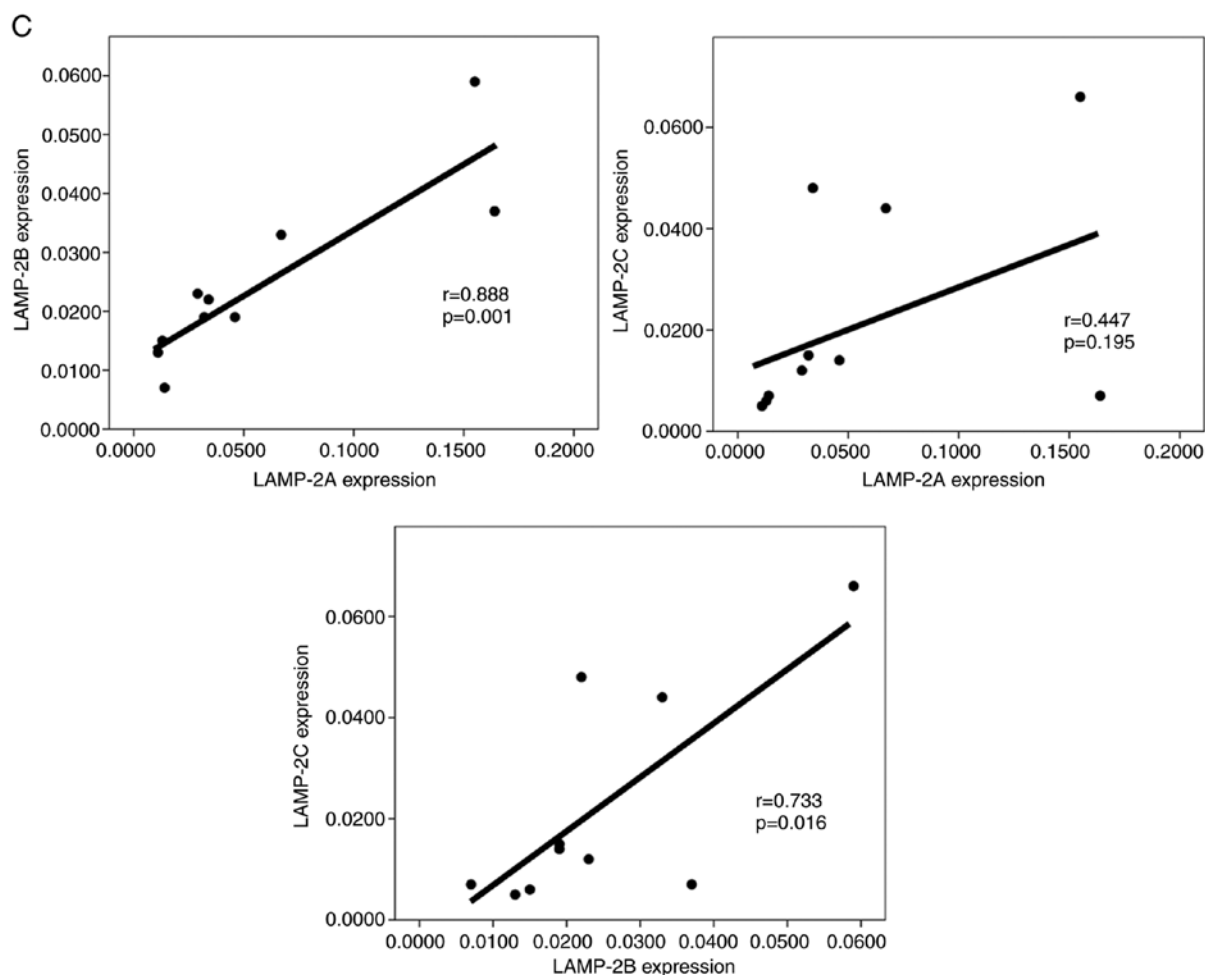 C
LAMP-2B expression
0.0600
0.0500
0.0400
0.0300
0.0200
0.0100
0.0000
0.0000 0.0500 0.1000 0.1500 0.2000
LAMP-2A expression
r=0.888
p=0.001
LAMP-2C expression
0.0600
0.0400
0.0200
0.0000
0.0000 0.0500 0.1000 0.1500 0.2000
LAMP-2A expression
r=0.447
p=0.195
LAMP-2C expression
0.0600
0.0400
0.0200
0.0000
0.0000 0.0100 0.0200 0.0300 0.0400 0.0500 0.0600
LAMP-2B expression
r=0.733
p=0.016